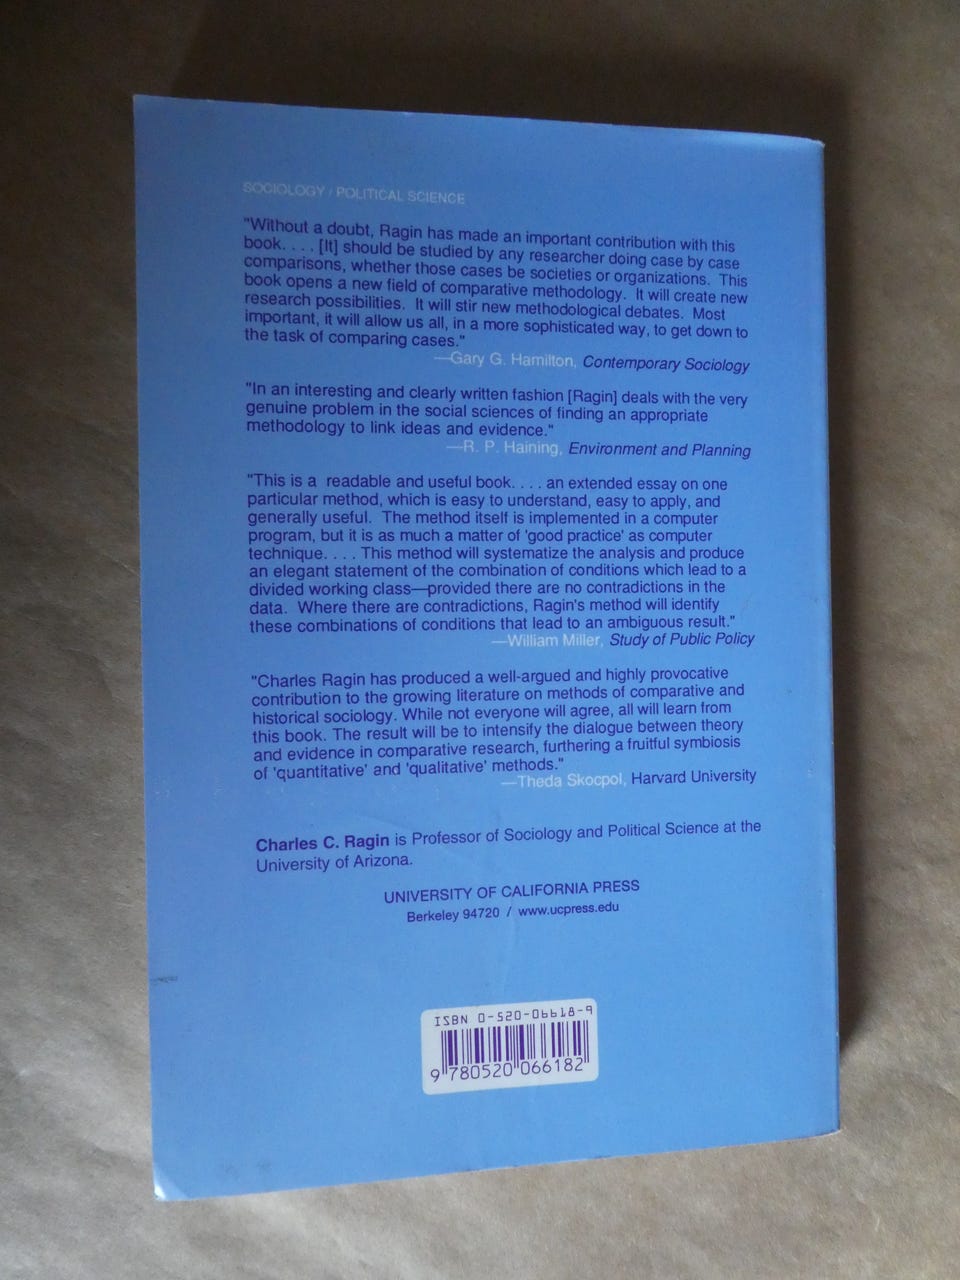 SOCIOLOGY / POLITICAL SCIENCE
"Without a doubt, Ragin has made an important contribution with this
book. . . . [It] should be studied by any researcher doing case by case
comparisons, whether those cases be societies or organizations.  This
book opens a new field of comparative methodology.  It will create new
research possibilities.  It will stir new methodological debates.  Most
important, it will allow us all, in a more sophisticated way, to get down to
the task of comparing cases."
—Gary G. Hamilton, Contemporary Sociology
"In an interesting and clearly written fashion [Ragin] deals with the very
genuine problem in the social sciences of finding an appropriate
methodology to link ideas and evidence."
—R. P. Haining, Environment and Planning
"This is a  readable and useful book. . . . an extended essay on one
particular method, which is easy to understand, easy to apply, and
generally useful.  The method itself is implemented in a computer
program, but it is as much a matter of 'good practice' as computer
technique. . . . This method will systematize the analysis and produce
an elegant statement of the combination of conditions which lead to a
divided working class—provided there are no contradictions in the
data.  Where there are contradictions, Ragin's method will identify
these combinations of conditions that lead to an ambiguous result."
—William Miller, Study of Public Policy
"Charles Ragin has produced a well-argued and highly provocative
contribution to the growing literature on methods of comparative and
historical sociology. While not everyone will agree, all will learn from
this book. The result will be to intensify the dialogue between theory
and evidence in comparative research, furthering a fruitful symbiosis
of 'quantitative' and 'qualitative' methods."
—Theda Skocpol, Harvard University
Charles C. Ragin is Professor of Sociology and Political Science at the
University of Arizona.
UNIVERSITY OF CALIFORNIA PRESS
Berkeley 94720 / www.ucpress.edu
ISBN 0-520-06618-9
9 780520 066182